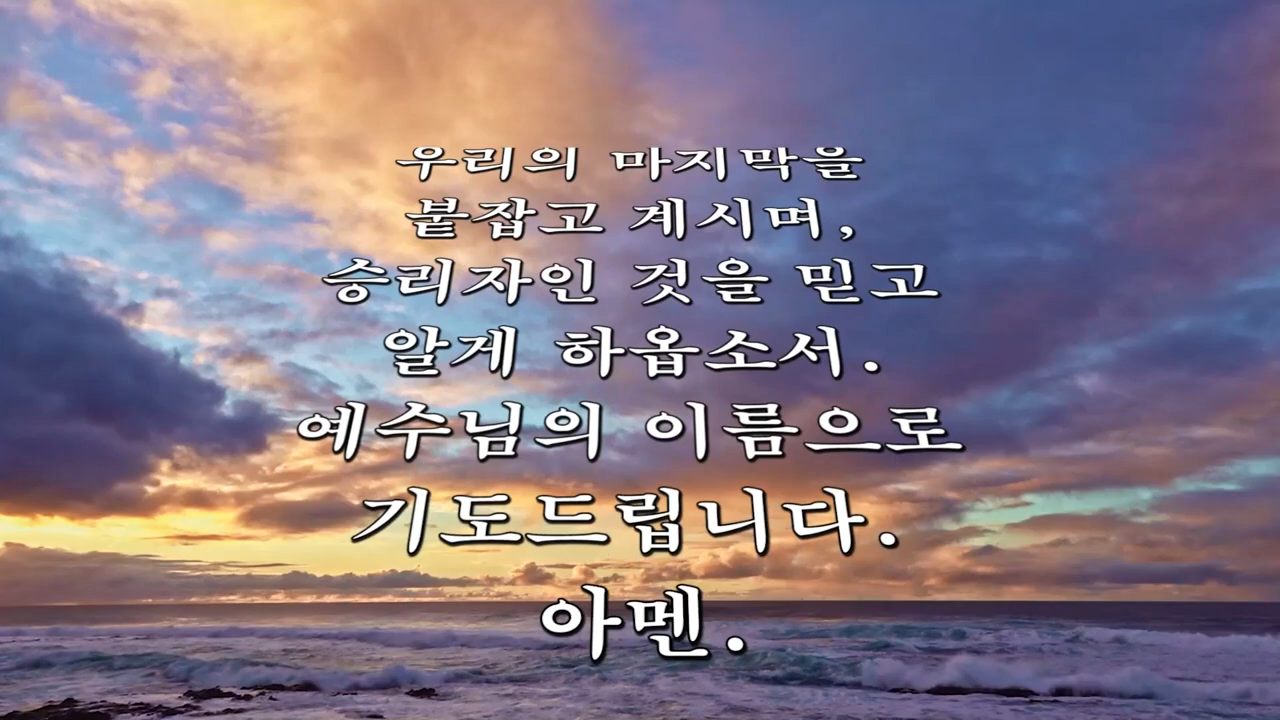 우리의 마지막을
붙잡고 계시며,
승리자인 것을 믿고
알게 하옵소서.
예수님의 이름으로
기도드립니다.
아멘.